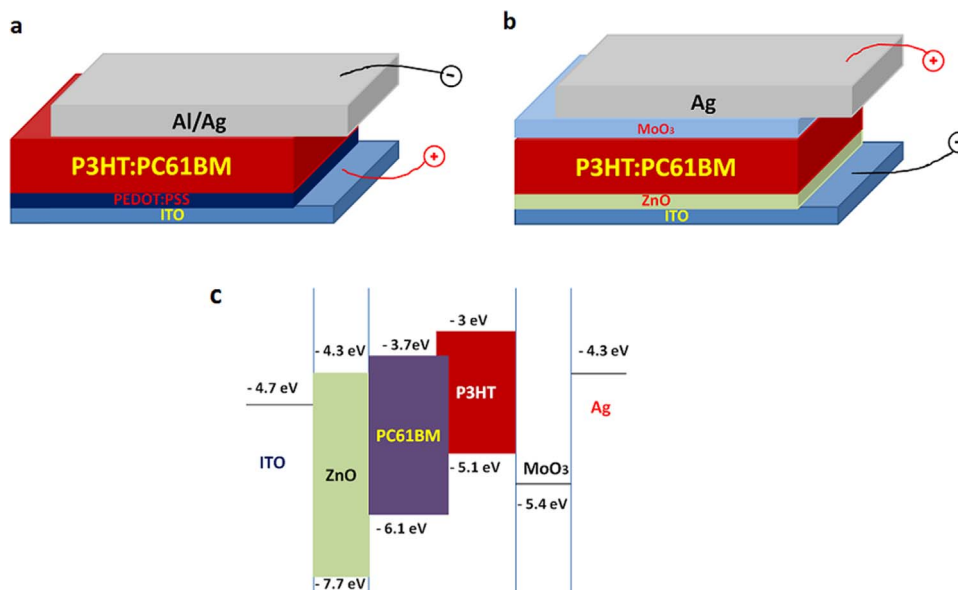 a
b
-
+
Al/Ag
Ag
MoO₃
P3HT:PC61BM
P3HT:PC61BM
+
-
PEDOT:PSS
ZnO
ITO
ITO
c
- 3 eV
- 4.3 eV
- 3.7eV
- 4.3 eV
- 4.7 eV
P3HT
Ag
PC61BM
ITO
ZnO
- 5.1 eV
MoO₃
- 5.4 eV
- 6.1 eV
- 7.7 eV